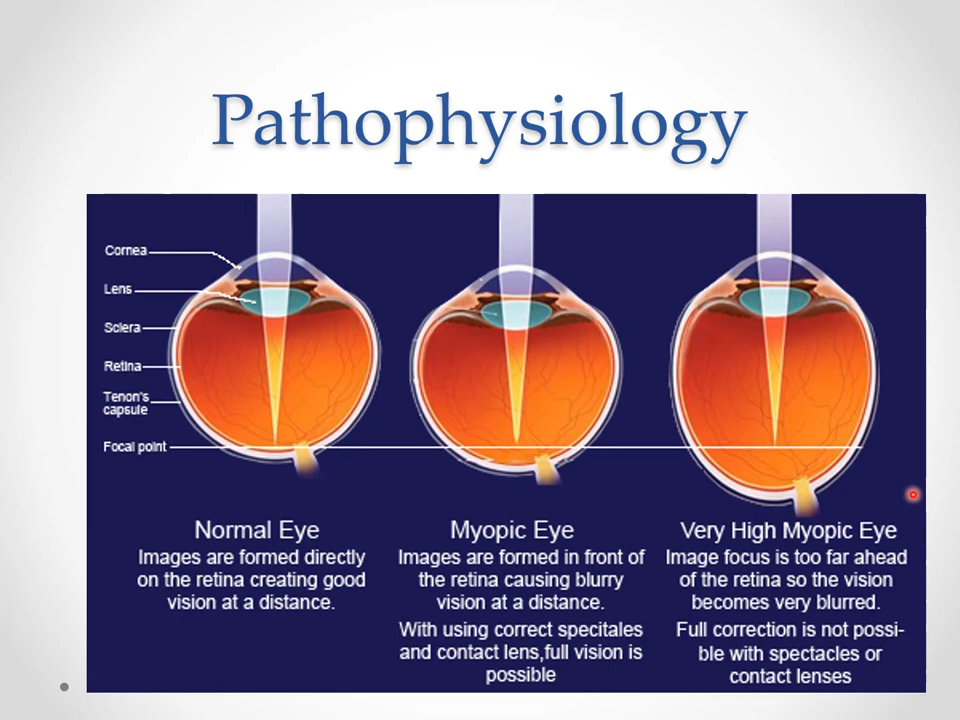 Pathophysiology
Cornea
Lens
Sclera
Retina
Tenon's
capsule
Focal point
Normal Eye
Images are formed directly
on the retina creating good
vision at a distance.
Myopic Eye
Images are formed in front of
the retina causing blurry
vision at a distance.
With using correct specitales
and contact lens,full vision is
possible
Very High Myopic Eye
Image focus is too far ahead
of the retina so the vision
becomes very blurred.
Full correction is not possi-
ble with spectacles or
contact lenses